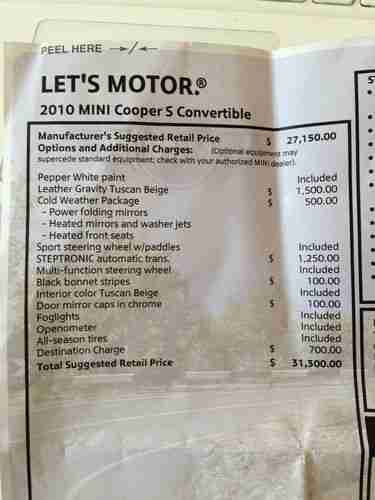 PEEL HERE
LET'S MOTOR.®
2010 MINI Cooper S Convertible
Manufacturer's Suggested Retail Price $ 27,150.00
Options and Additional Charges: (Optional equipment may
supercede standard equipment; check with your authorized MINI dealer).
Pepper White paint Included
Leather Gravity Tuscan Beige $ 1,500.00
Cold Weather Package $ 500.00
- Power folding mirrors
- Heated mirrors and washer jets
- Heated front seats
Sport steering wheel w/paddles Included
STEPTRONIC automatic trans. $ 1,250.00
Multi-function steering wheel Included
Black bonnet stripes $ 100.00
Interior color Tuscan Beige Included
Door mirror caps in chrome $ 100.00
Foglights Included
Openometer Included
All-season tires Included
Destination Charge $ 700.00
Total Suggested Retail Price $ 31,300.00